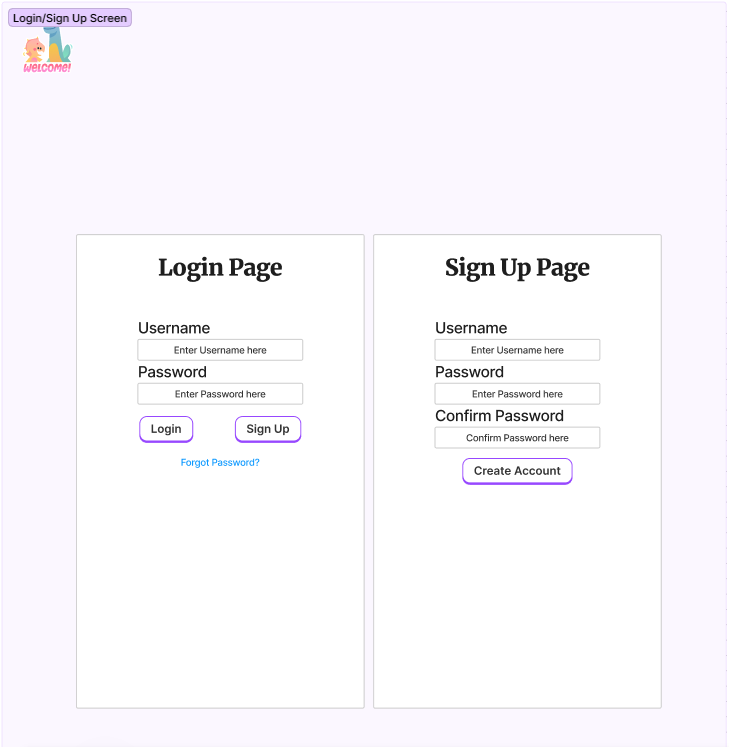 Login/Sign Up Screen
WELCOME!
Login Page
Username
Enter Username here
Password
Enter Password here
Login
Sign Up
Forgot Password?
Sign Up Page
Username
Enter Username here
Password
Enter Password here
Confirm Password
Confirm Password here
Create Account